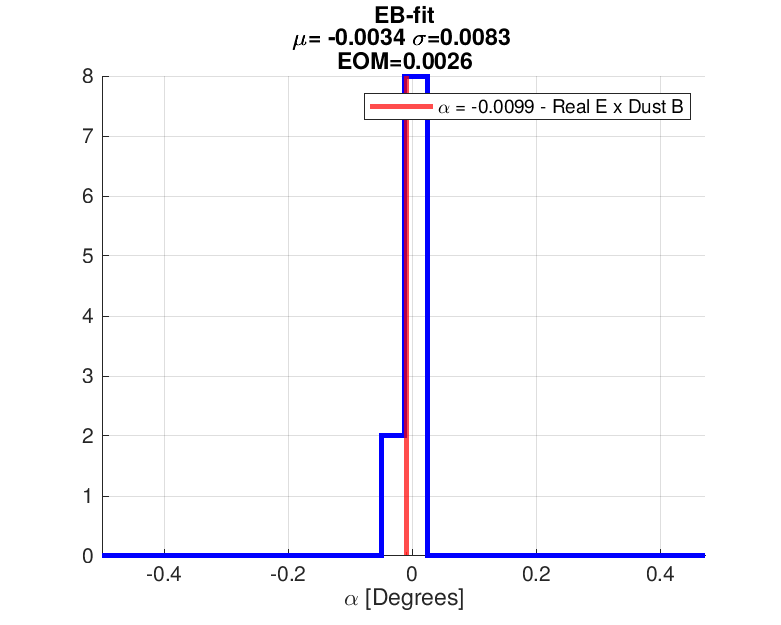 EB-fit
μ= -0.0034 σ=0.0083
EOM=0.0026
α = -0.0099 - Real E x Dust B
8
7
6
5
4
3
2
1
0
-0.4 -0.2 0 0.2 0.4
α [Degrees]